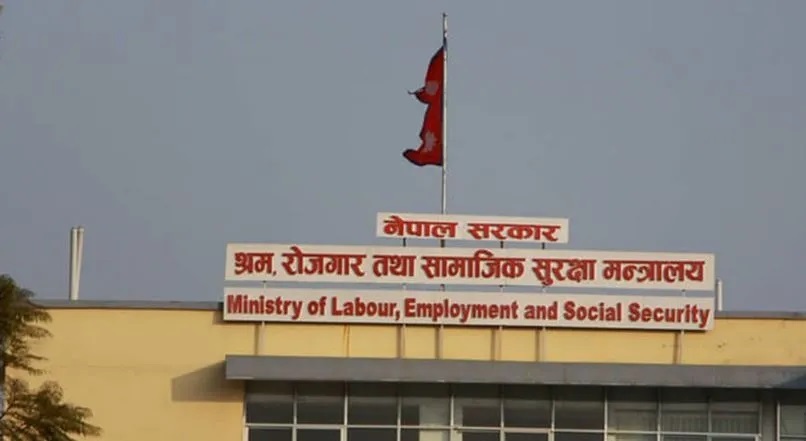 नेपाल सरकार
श्रम, रोजगार तथा सामाजिक सुरक्षा मन्त्रालय
Ministry of Labour, Employment and Social Security